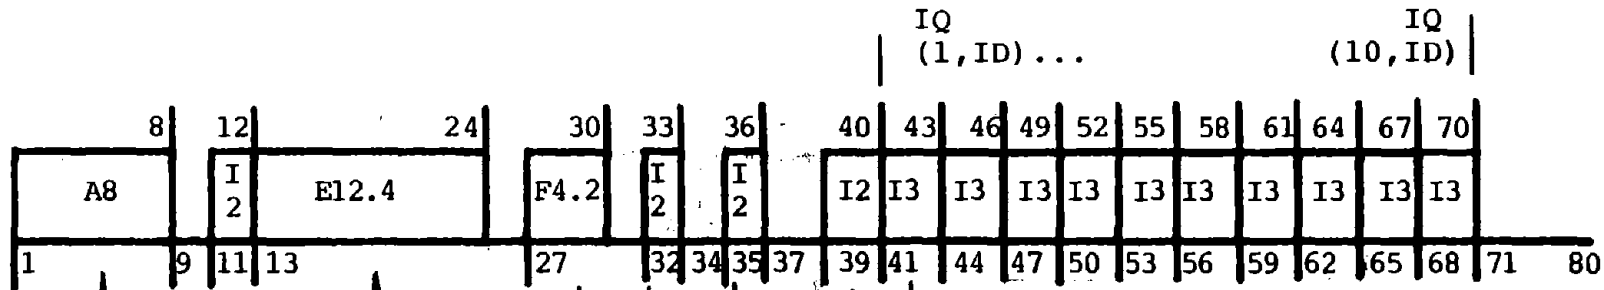 IQ IQ
(1,ID)... (10,ID)
8 12 24 30 33 36 40 43 46 49 52 55 58 61 64 67 70
A8 I2 E12.4 F4.2 I2 I2 I2 I3 I3 I3 I3 I3 I3 I3 I3 I3 I3
1 9 11 13 27 32 34 35 37 39 41 44 47 50 53 56 59 62 65 68 71 80